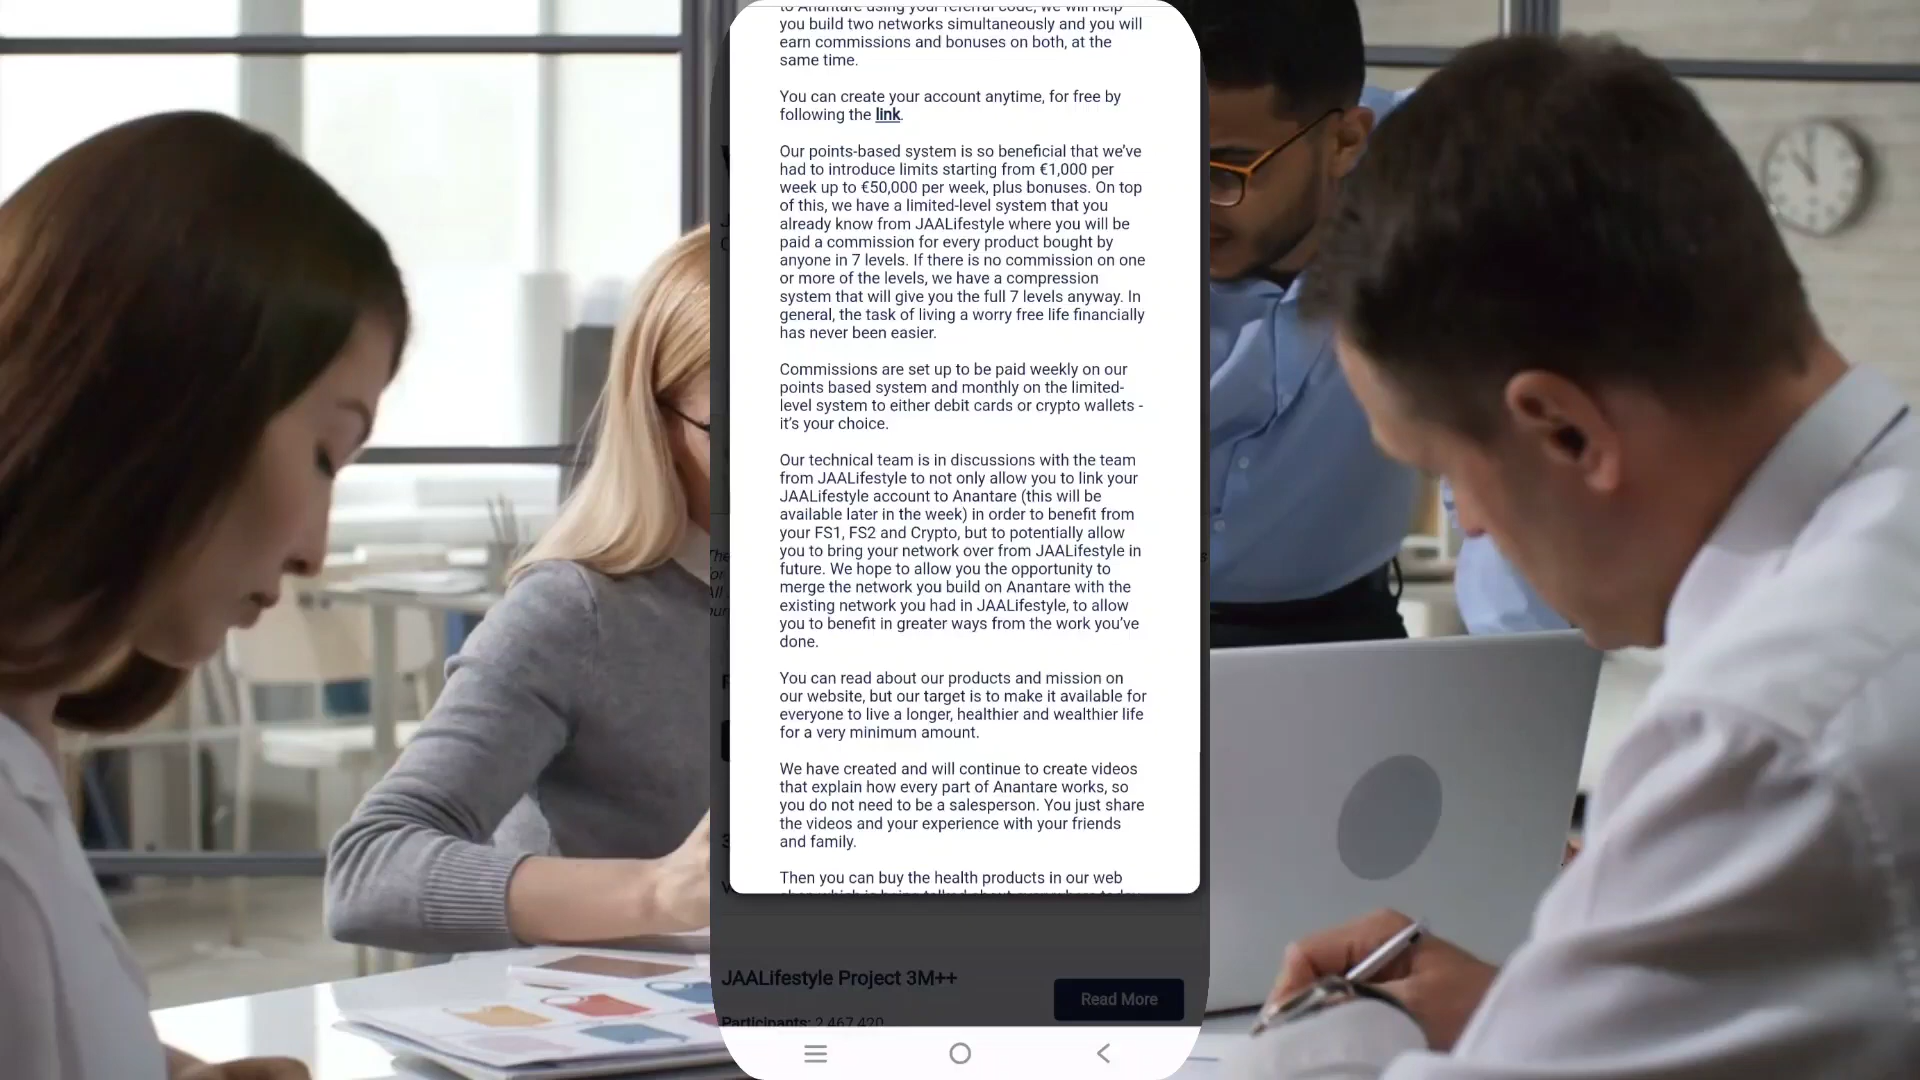 to Anantare using your referral code, we will help
you build two networks simultaneously and you will
earn commissions and bonuses on both, at the
same time.
You can create your account anytime, for free by
following the link.
Our points-based system is so beneficial that we’ve
had to introduce limits starting from €1,000 per
week up to €50,000 per week, plus bonuses. On top
of this, we have a limited-level system that you
already know from JAALifestyle where you will be
paid a commission for every product bought by
anyone in 7 levels. If there is no commission on one
or more of the levels, we have a compression
system that will give you the full 7 levels anyway. In
general, the task of living a worry free life financially
has never been easier.
Commissions are set up to be paid weekly on our
points based system and monthly on the limited-
level system to either debit cards or crypto wallets -
it’s your choice.
Our technical team is in discussions with the team
from JAALifestyle to not only allow you to link your
JAALifestyle account to Anantare (this will be
available later in the week) in order to benefit from
your FS1, FS2 and Crypto, but to potentially allow
you to bring your network over from JAALifestyle in
future. We hope to allow you the opportunity to
merge the network you build on Anantare with the
existing network you had in JAALifestyle, to allow
you to benefit in greater ways from the work you’ve
done.
You can read about our products and mission on
our website, but our target is to make it available for
everyone to live a longer, healthier and wealthier life
for a very minimum amount.
We have created and will continue to create videos
that explain how every part of Anantare works, so
you do not need to be a salesperson. You just share
the videos and your experience with your friends
and family.
Then you can buy the health products in our web
JAALifestyle Project 3M++
Read More
Participants: 2,467,420